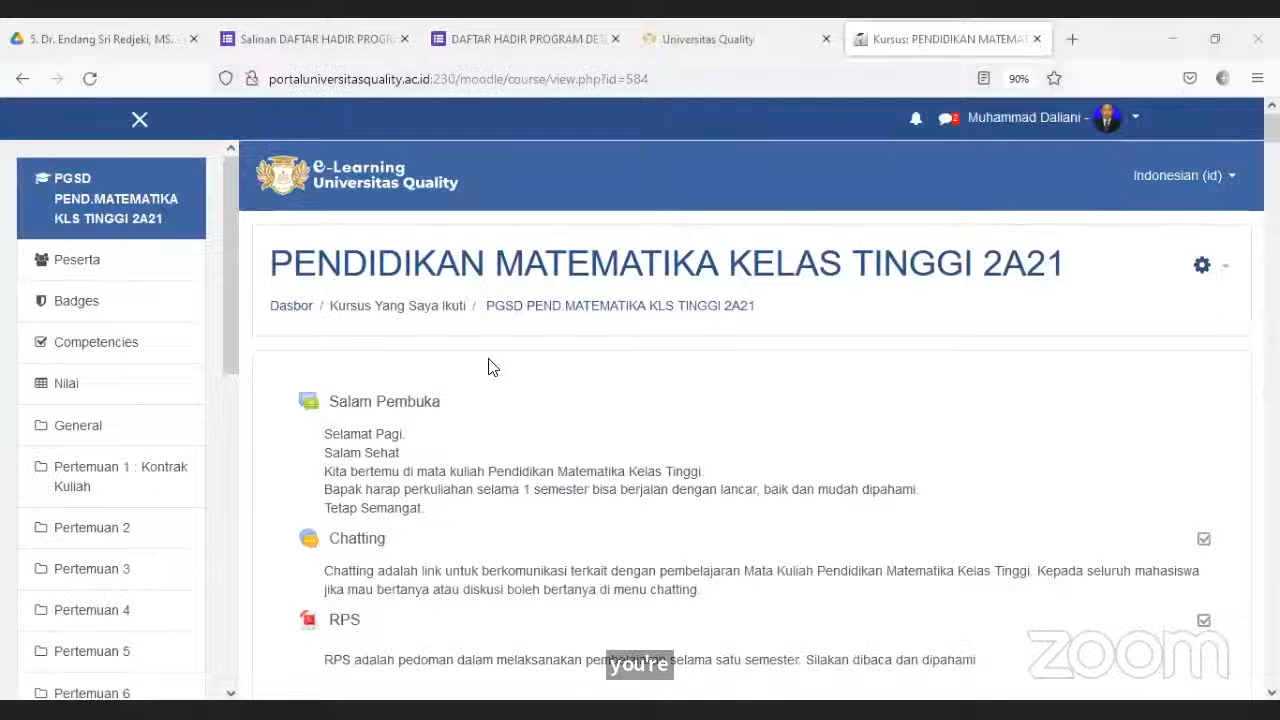 5. Dr. Endang Sri Redjeki, MS. -
Salinan DAFTAR HADIR PROGR
DAFTAR HADIR PROGRAM DET
Universitas Quality
Kursus: PENDIDIKAN MATEMAT
portaluniversitasquality.ac.id:230/moodle/course/view.php?id=584
90%
2
Muhammad Daliani -
PGSD
PEND.MATEMATIKA
KLS TINGGI 2A21
Peserta
Badges
Competencies
Nilai
General
Pertemuan 1 : Kontrak
Kuliah
Pertemuan 2
Pertemuan 3
Pertemuan 4
Pertemuan 5
Pertemuan 6
e-Learning
Universitas Quality
Indonesian (id)
PENDIDIKAN MATEMATIKA KELAS TINGGI 2A21
Dasbor / Kursus Yang Saya Ikuti / PGSD PEND.MATEMATIKA KLS TINGGI 2A21
Salam Pembuka
Selamat Pagi.
Salam Sehat
Kita bertemu di mata kuliah Pendidikan Matematika Kelas Tinggi.
Bapak harap perkuliahan selama 1 semester bisa berjalan dengan lancar, baik dan mudah dipahami.
Tetap Semangat.
Chatting
Chatting adalah link untuk berkomunikasi terkait dengan pembelajaran Mata Kuliah Pendidikan Matematika Kelas Tinggi. Kepada seluruh mahasiswa
jika mau bertanya atau diskusi boleh bertanya di menu chatting.
RPS
RPS adalah pedoman dalam melaksanakan pembelajaran selama satu semester. Silakan dibaca dan dipahami
you're
zoom